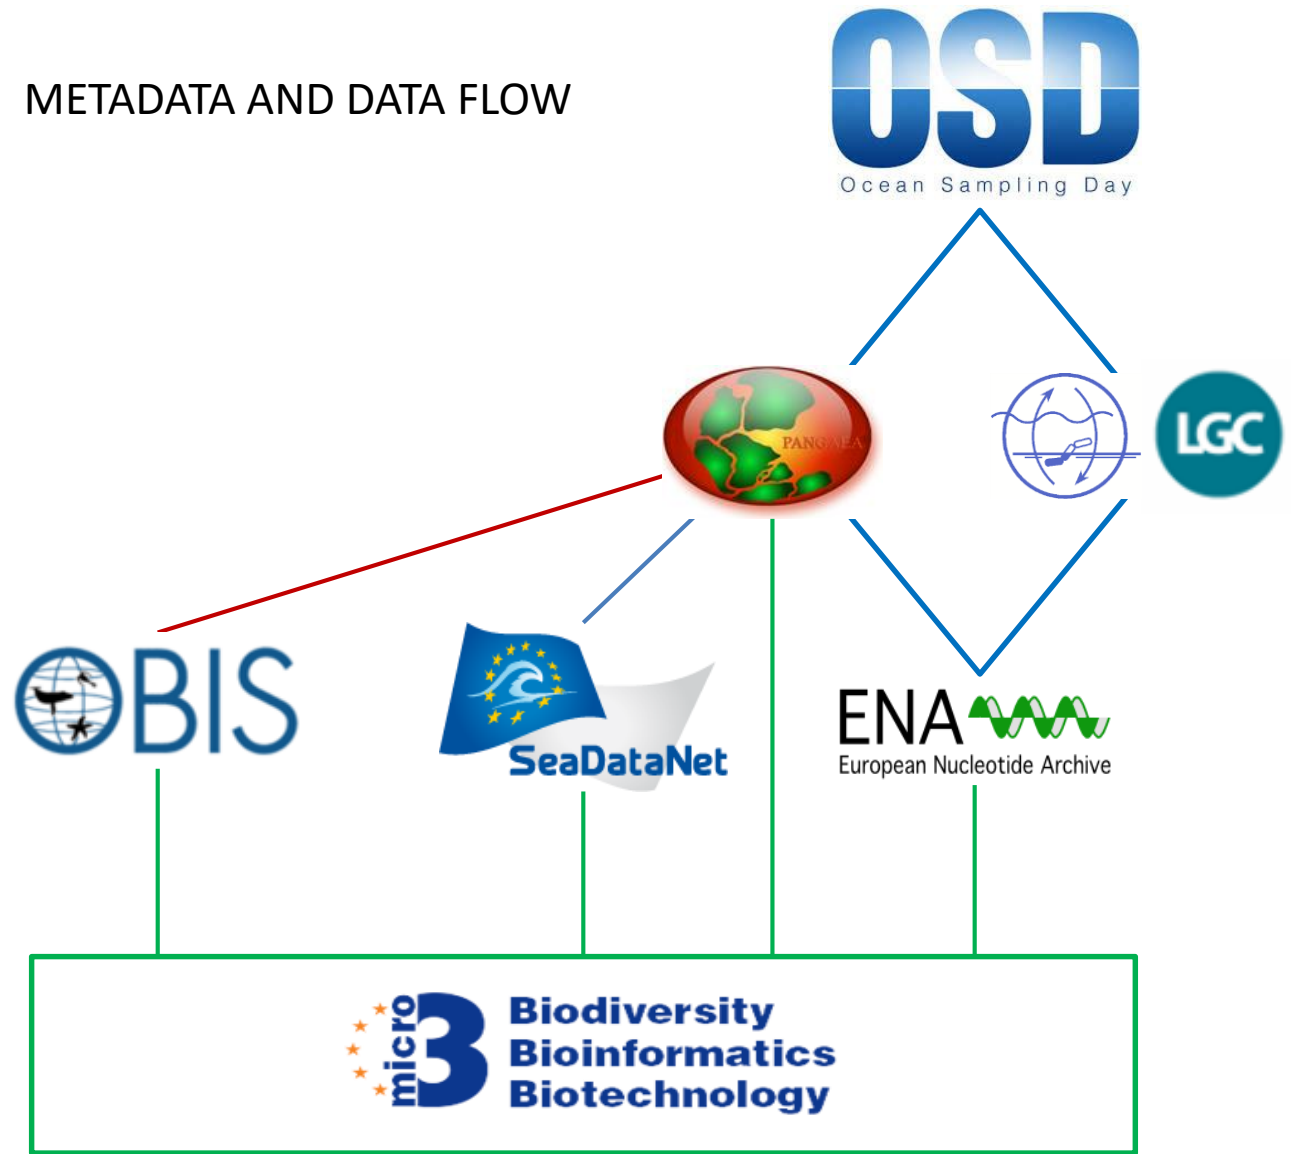 METADATA AND DATA FLOW
OSD
Ocean Sampling Day
PANGAEA
LGC
OBIS
SeaDataNet
ENA
European Nucleotide Archive
micro
3
Biodiversity
Bioinformatics
Biotechnology